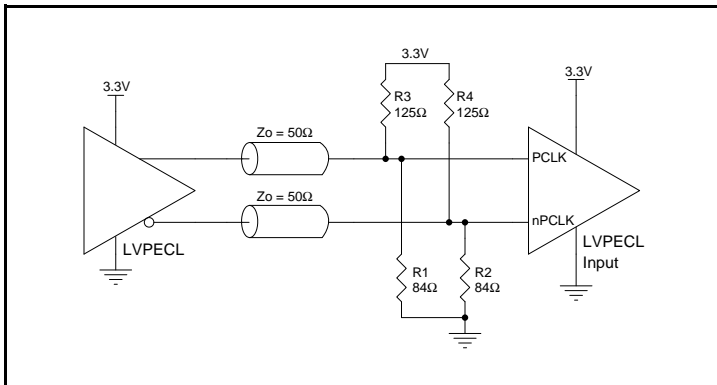 3.3V
3.3V
3.3V
R3
125Ω
R4
125Ω
Zo = 50Ω
PCLK
Zo = 50Ω
nPCLK
LVPECL
LVPECL
Input
R1
84Ω
R2
84Ω